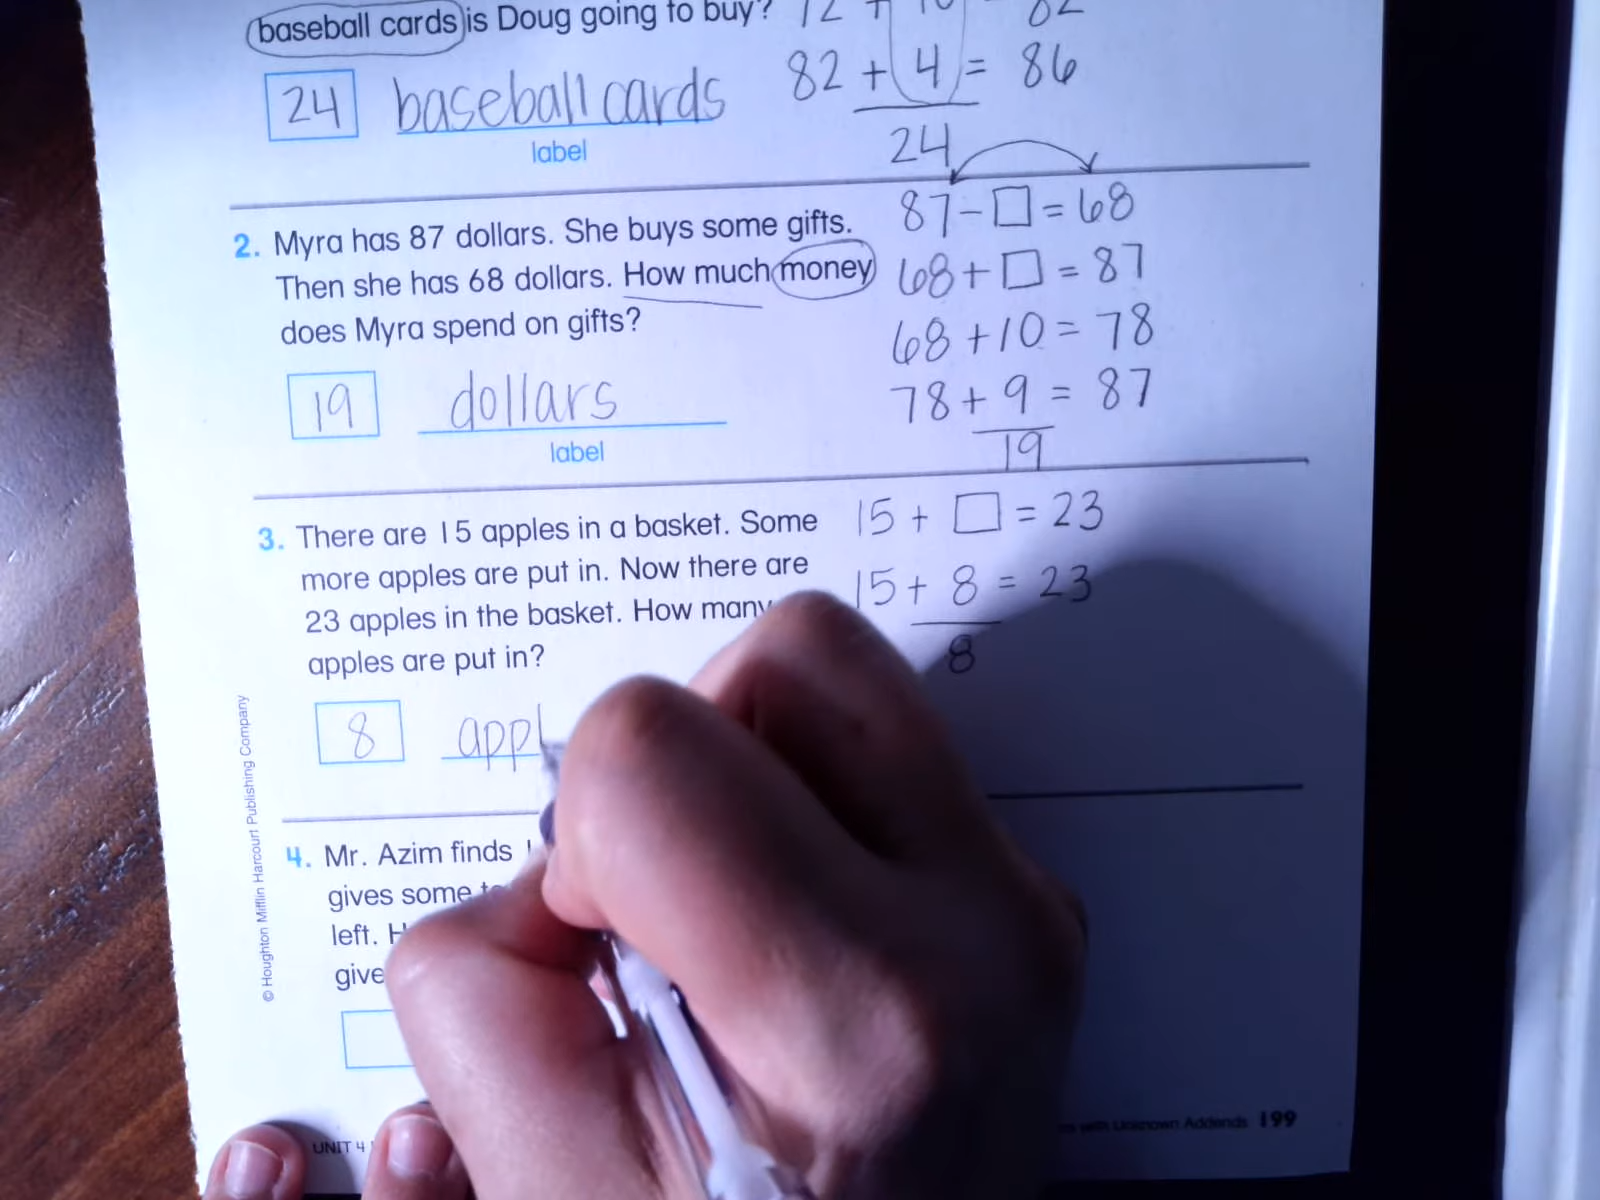 baseball cards is Doug going to buy?
82 + 4 = 86
24 baseball cards
label
24
2. Myra has 87 dollars. She buys some gifts.
Then she has 68 dollars. How much money
does Myra spend on gifts?
87 - □ = 68
68 + □ = 87
68 + 10 = 78
78 + 9 = 87
19
19 dollars
label
3. There are 15 apples in a basket. Some
more apples are put in. Now there are
23 apples in the basket. How many
apples are put in?
15 + □ = 23
15 + 8 = 23
8
8 appl
4. Mr. Azim finds
gives some
left.
give
© Houghton Mifflin Harcourt Publishing Company
UNIT 4
with Unknown Addends 199